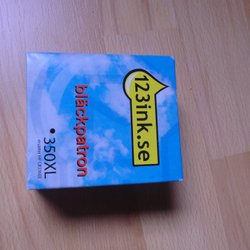 123ink.se
bläckpatron
• 350XL